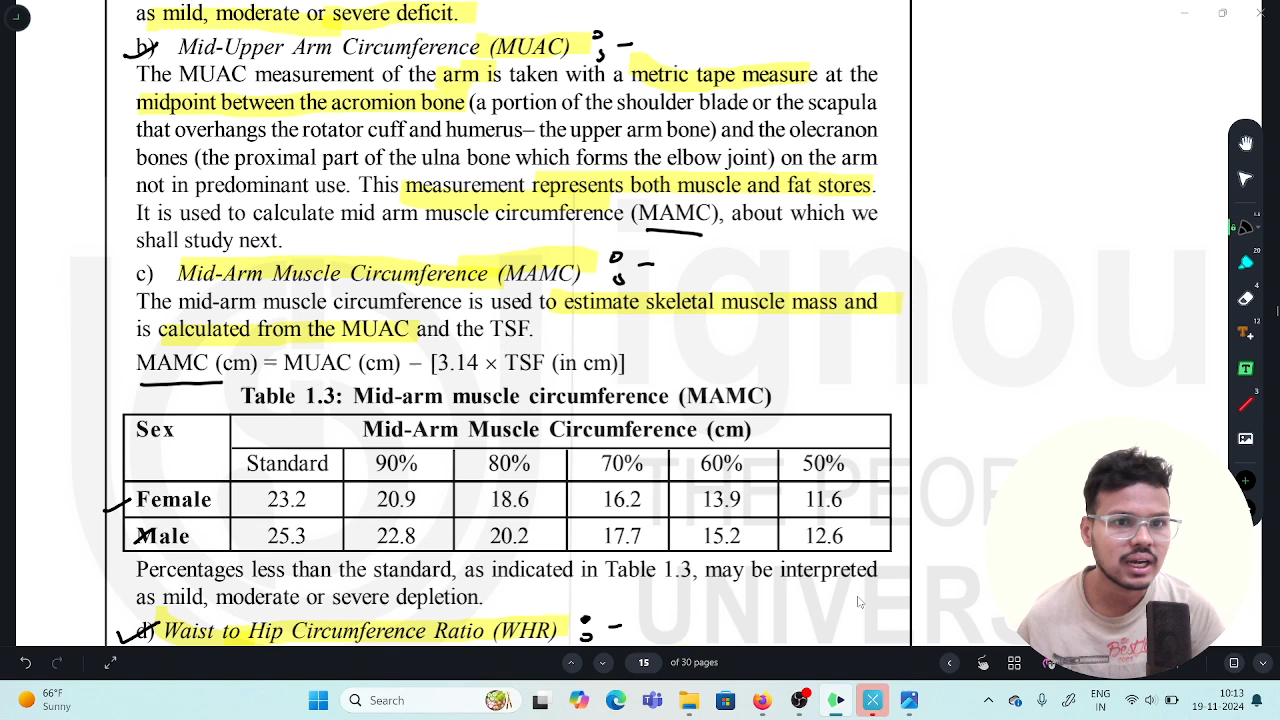 as mild, moderate or severe deficit.
b) Mid-Upper Arm Circumference (MUAC)
The MUAC measurement of the arm is taken with a metric tape measure at the
midpoint between the acromion bone (a portion of the shoulder blade or the scapula
that overhangs the rotator cuff and humerus– the upper arm bone) and the olecranon
bones (the proximal part of the ulna bone which forms the elbow joint) on the arm
not in predominant use. This measurement represents both muscle and fat stores.
It is used to calculate mid arm muscle circumference (MAMC), about which we
shall study next.
c) Mid-Arm Muscle Circumference (MAMC)
The mid-arm muscle circumference is used to estimate skeletal muscle mass and
is calculated from the MUAC and the TSF.
MAMC (cm) = MUAC (cm) – [3.14 × TSF (in cm)]
Table 1.3: Mid-arm muscle circumference (MAMC)
Sex Mid-Arm Muscle Circumference (cm)
Standard 90% 80% 70% 60% 50%
Female 23.2 20.9 18.6 16.2 13.9 11.6
Male 25.3 22.8 20.2 17.7 15.2 12.6
Percentages less than the standard, as indicated in Table 1.3, may be interpreted
as mild, moderate or severe depletion.
d) Waist to Hip Circumference Ratio (WHR)
ignou
THE PEOP
UNIVERS
15 of 30 pages
66°F
Sunny
Search
ENG
IN
10:13
19-11-2024